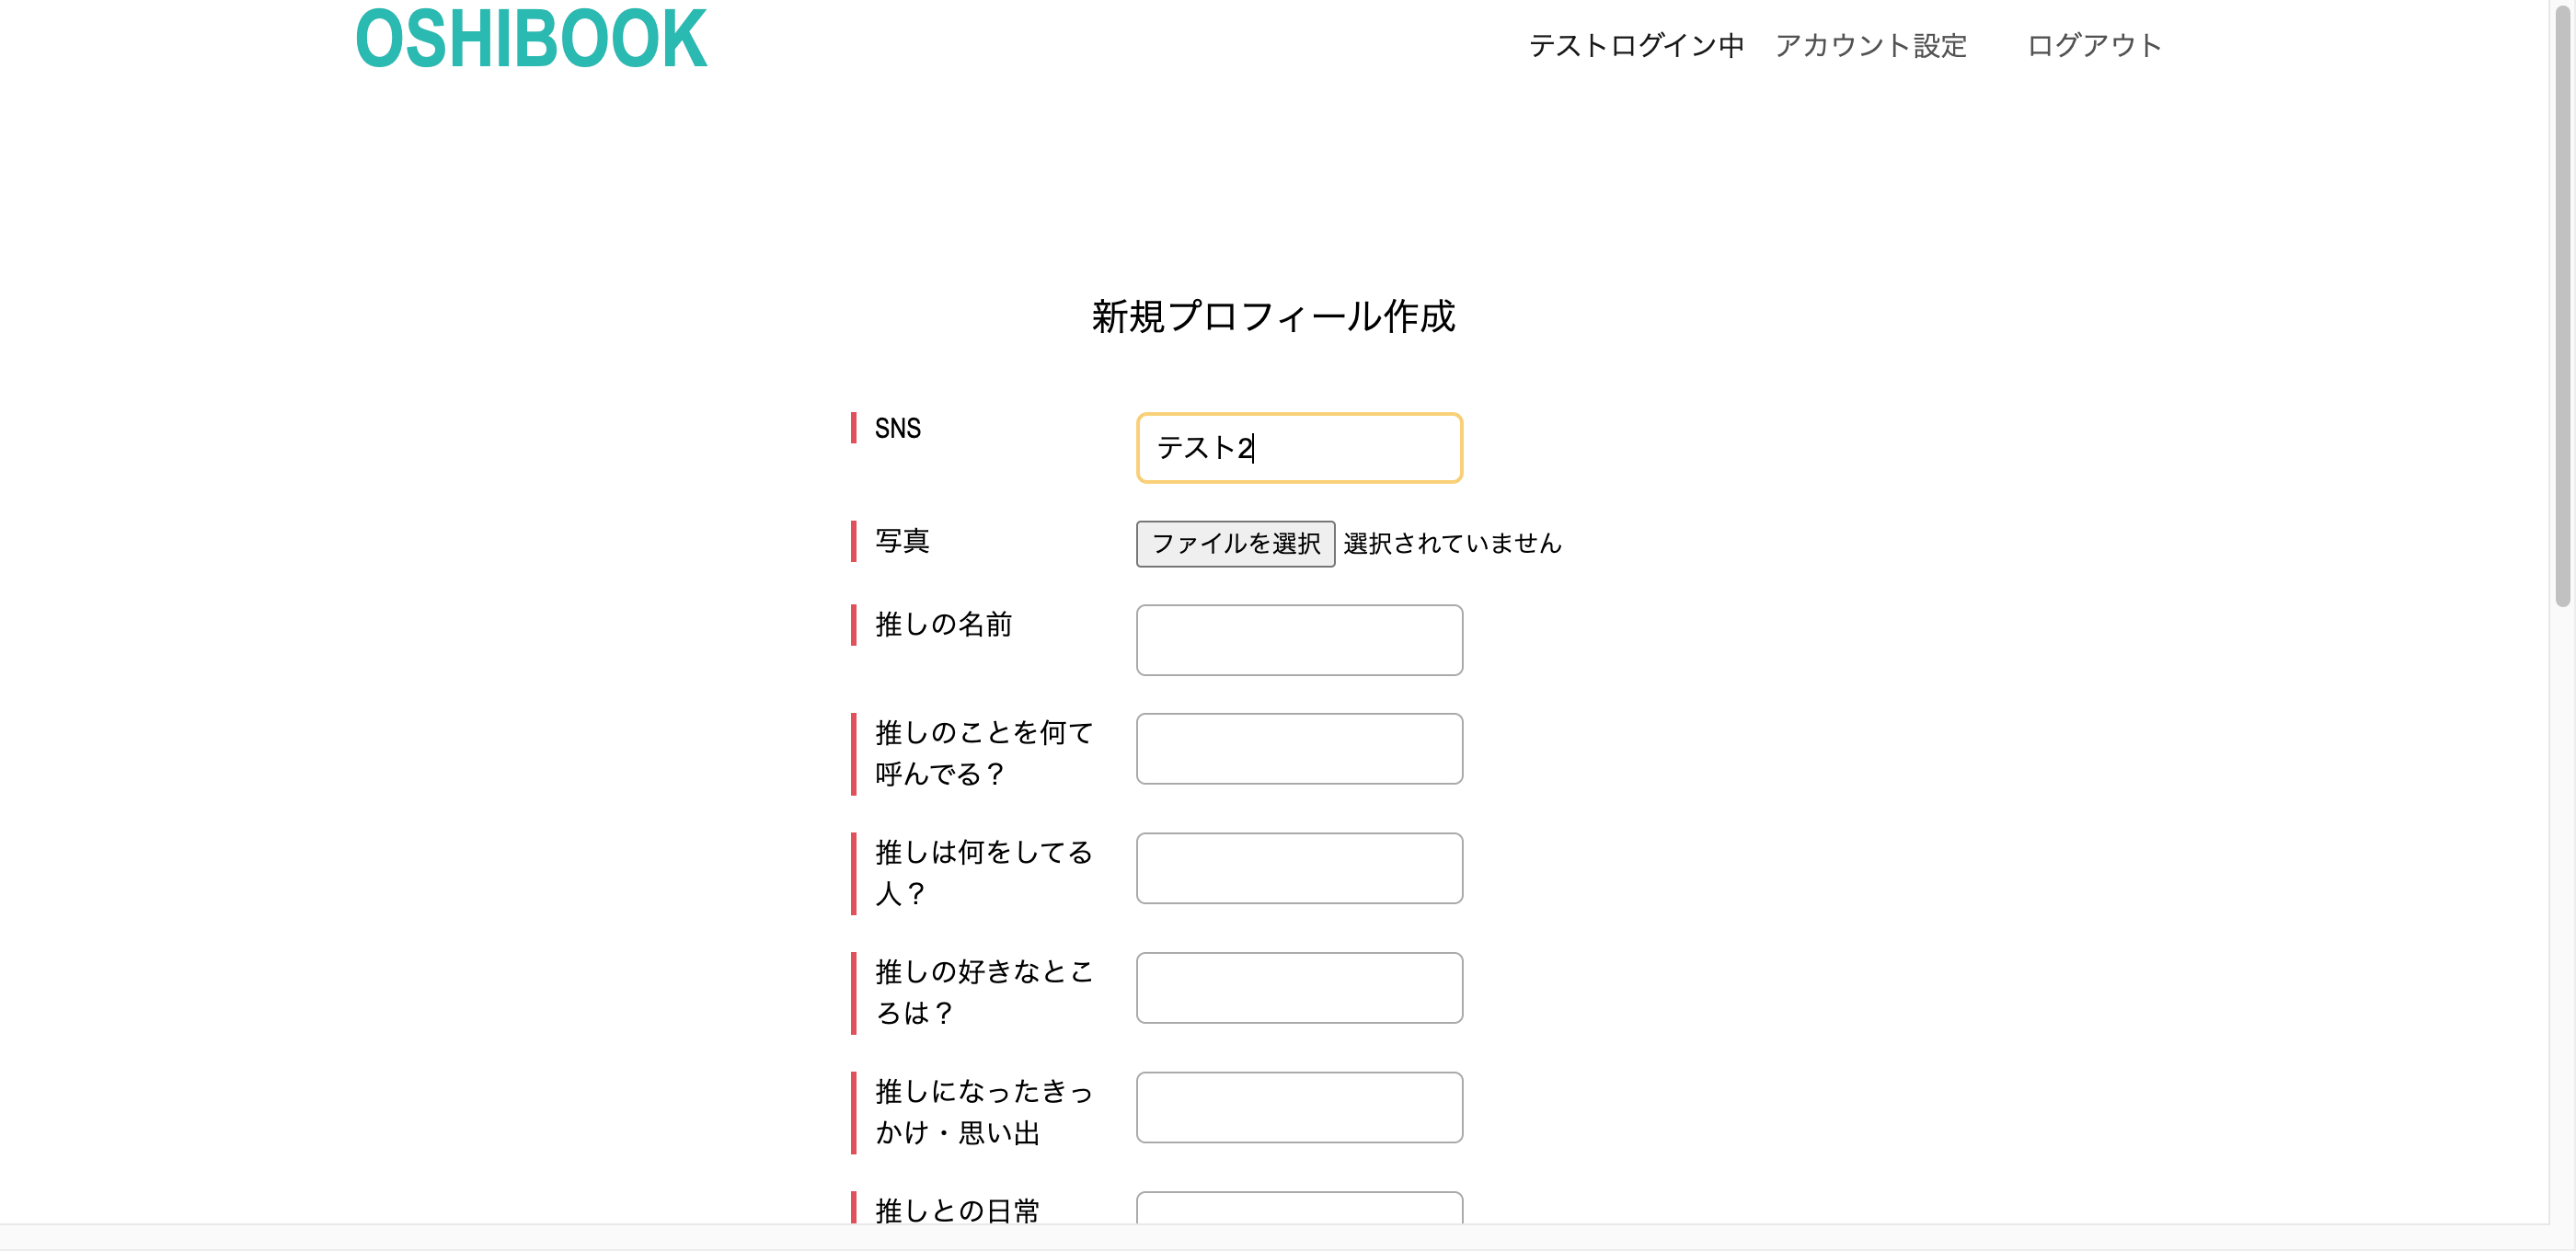 OSHIBOOK
テストログイン中 アカウント設定 ログアウト
新規プロフィール作成
SNS
テスト2
写真
ファイルを選択 選択されていません
推しの名前
推しのことを何て
呼んでる？
推しは何をしてる
人？
推しの好きなとこ
ろは？
推しになったきっ
かけ・思い出
推しとの日常